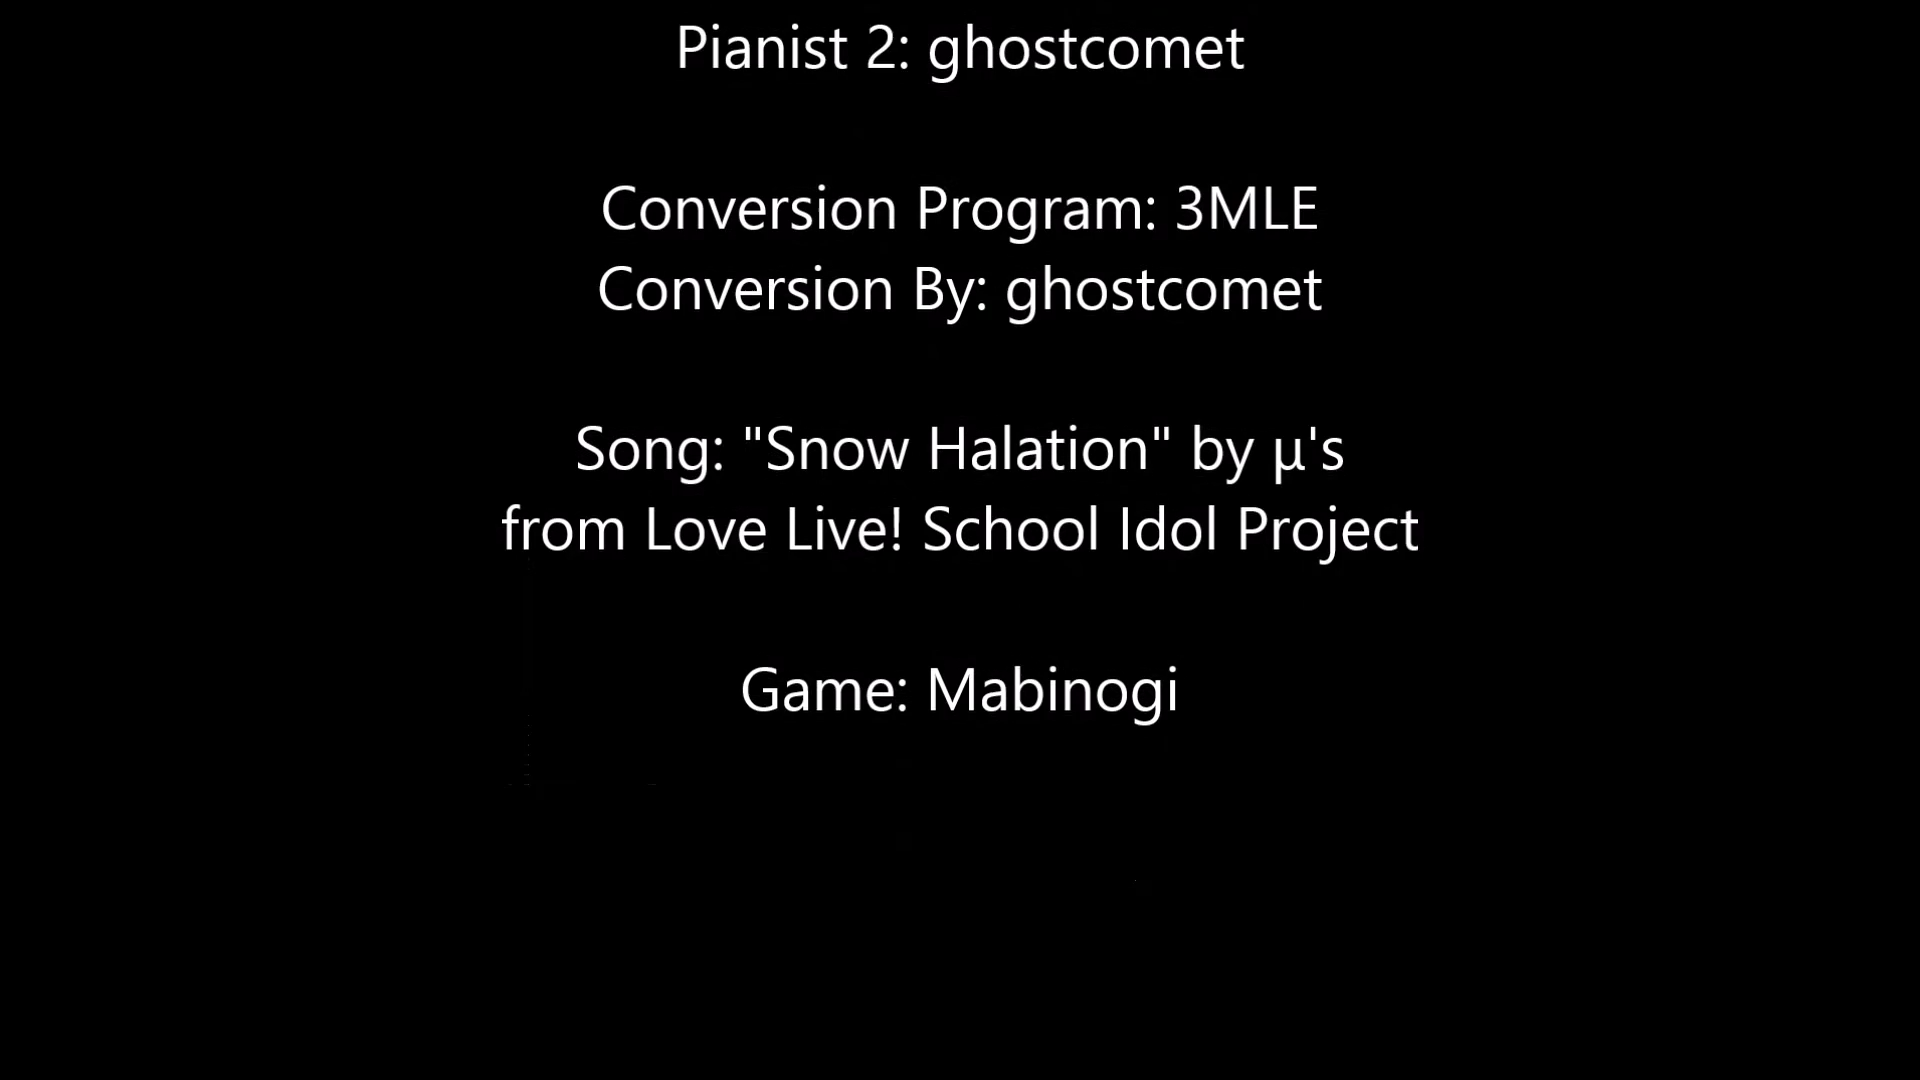 Pianist 2: ghostcomet
Conversion Program: 3MLE
Conversion By: ghostcomet
Song: "Snow Halation" by µ's
from Love Live! School Idol Project
Game: Mabinogi